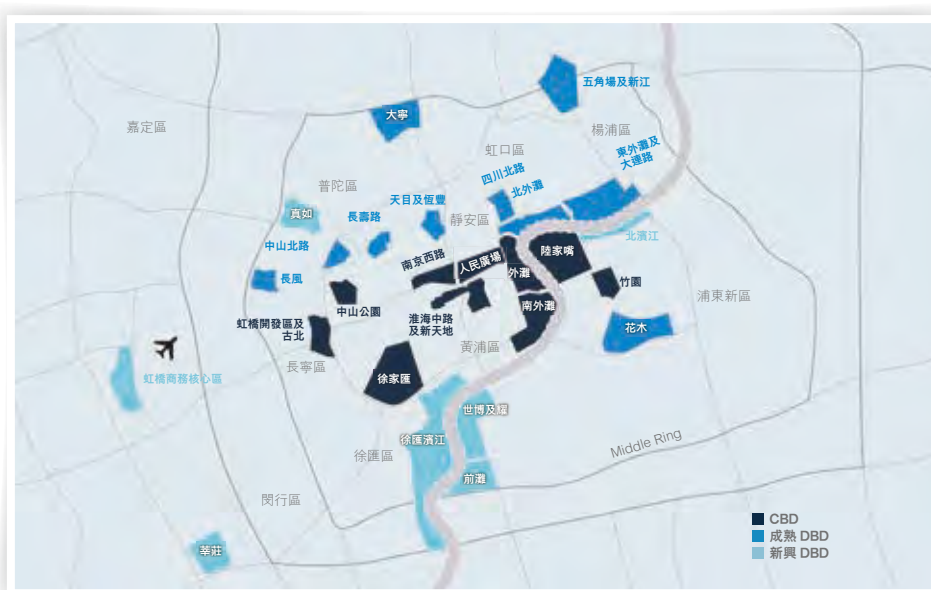 五角場及新江
大寧
嘉定區
楊浦區
虹口區
東外灘及
大連路
四川北路
普陀區
北外灘
天目及恆豐
真如
長壽路
靜安區
北濱江
中山北路
陸家嘴
南京西路
人民廣場
外灘
長風
竹園
浦東新區
中山公園
南外灘
虹橋開發區及
古北
淮海中路
及新天地
花木
黃浦區
長寧區
虹橋商務核心區
徐家匯
世博及耀
徐匯濱江
Middle Ring
徐匯區
前灘
閔行區
莘莊
CBD
成熟 DBD
新興 DBD